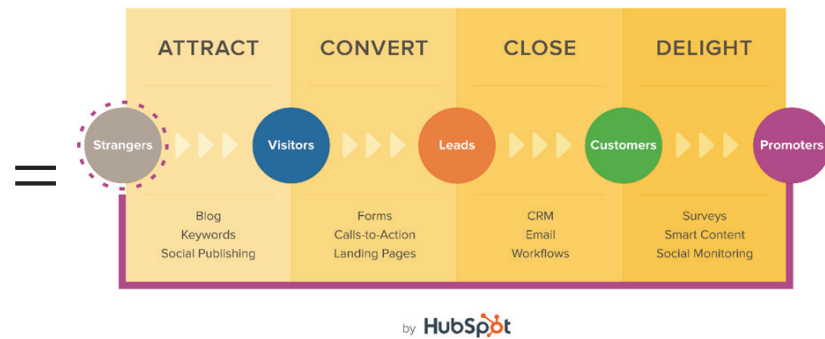 ATTRACT
CONVERT
CLOSE
DELIGHT
Strangers
Visitors
Leads
Customers
Promoters
Blog
Keywords
Social Publishing
Forms
Calls-to-Action
Landing Pages
CRM
Email
Workflows
Surveys
Smart Content
Social Monitoring
by HubSpot